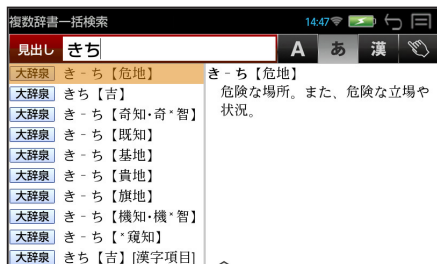 複数辞書一括検索 14:47
見出し きち A あ 漢
大辞泉 き‐ち【危地】
大辞泉 きち【吉】
大辞泉 き‐ち【奇知・奇×智】
大辞泉 き‐ち【既知】
大辞泉 き‐ち【基地】
大辞泉 き‐ち【貴地】
大辞泉 き‐ち【旗地】
大辞泉 き‐ち【機知・機×智】
大辞泉 き‐ち【×窺知】
大辞泉 きち【吉】[漢字項目]
き‐ち【危地】
危険な場所。また、危険な立場や
状況。